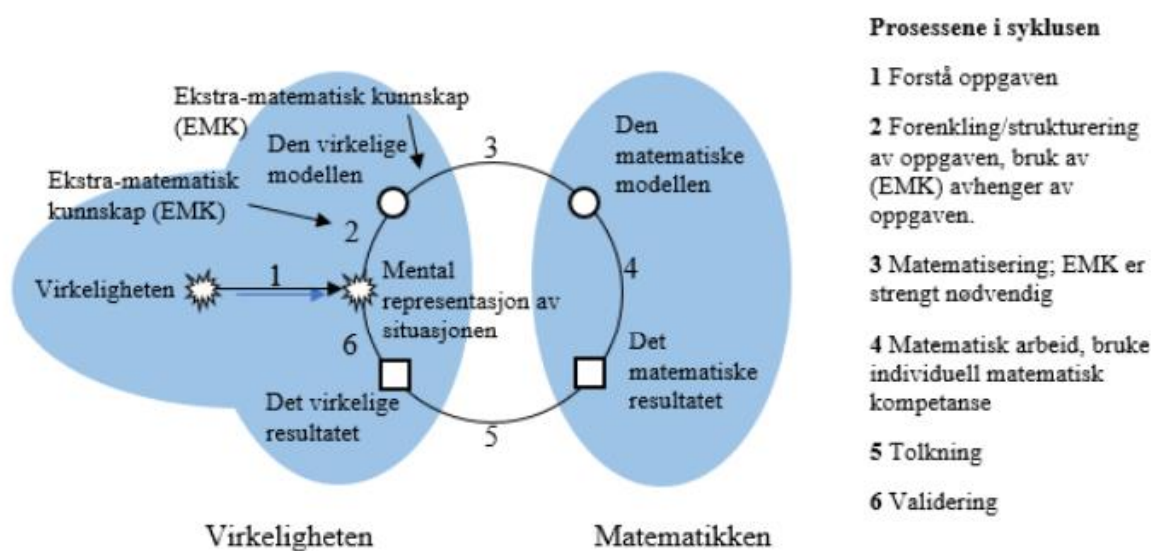 Ekstra-matematisk kunnskap
(EMK)
Den virkelige
modellen
Ekstra-matematisk
kunnskap (EMK)
2
3
Den
matematiske
modellen
Virkeligheten
1
Mental
representasjon av
situasjonen
4
6
Det virkelige
resultatet
5
Det
matematiske
resultatet
Virkeligheten
Matematikken
Prosessene i syklusen
1 Forstå oppgaven
2 Forenkling/strukturering
av oppgaven, bruk av
(EMK) avhenger av
oppgaven.
3 Matematisering; EMK er
strengt nødvendig
4 Matematisk arbeid, bruke
individuell matematisk
kompetanse
5 Tolkning
6 Validering